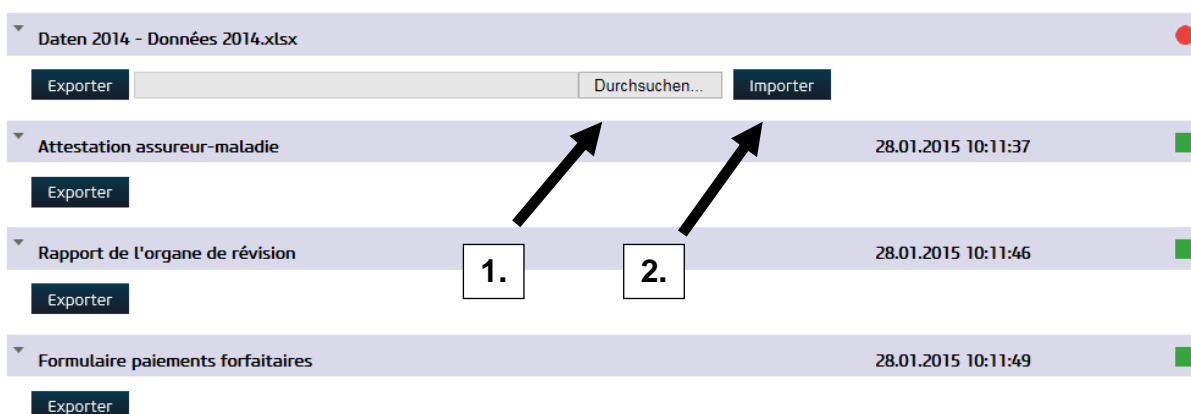 Daten 2014 - Données 2014.xlsx
Exporter Durchsuchen... Importer
Attestation assureur-maladie 28.01.2015 10:11:37
Exporter
Rapport de l'organe de révision 28.01.2015 10:11:46
1. 2.
Exporter
Formulaire paiements forfaitaires 28.01.2015 10:11:49
Exporter